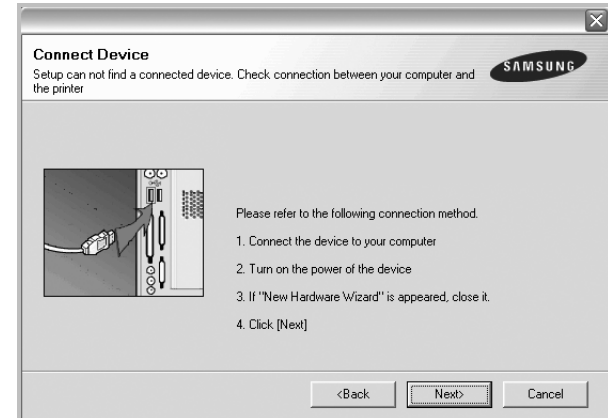 Connect Device
Setup can not find a connected device. Check connection between your computer and
the printer
SAMSUNG
Please refer to the following connection method.
1. Connect the device to your computer
2. Turn on the power of the device
3. If "New Hardware Wizard" is appeared, close it.
4. Click [Next]
<Back
Next>
Cancel